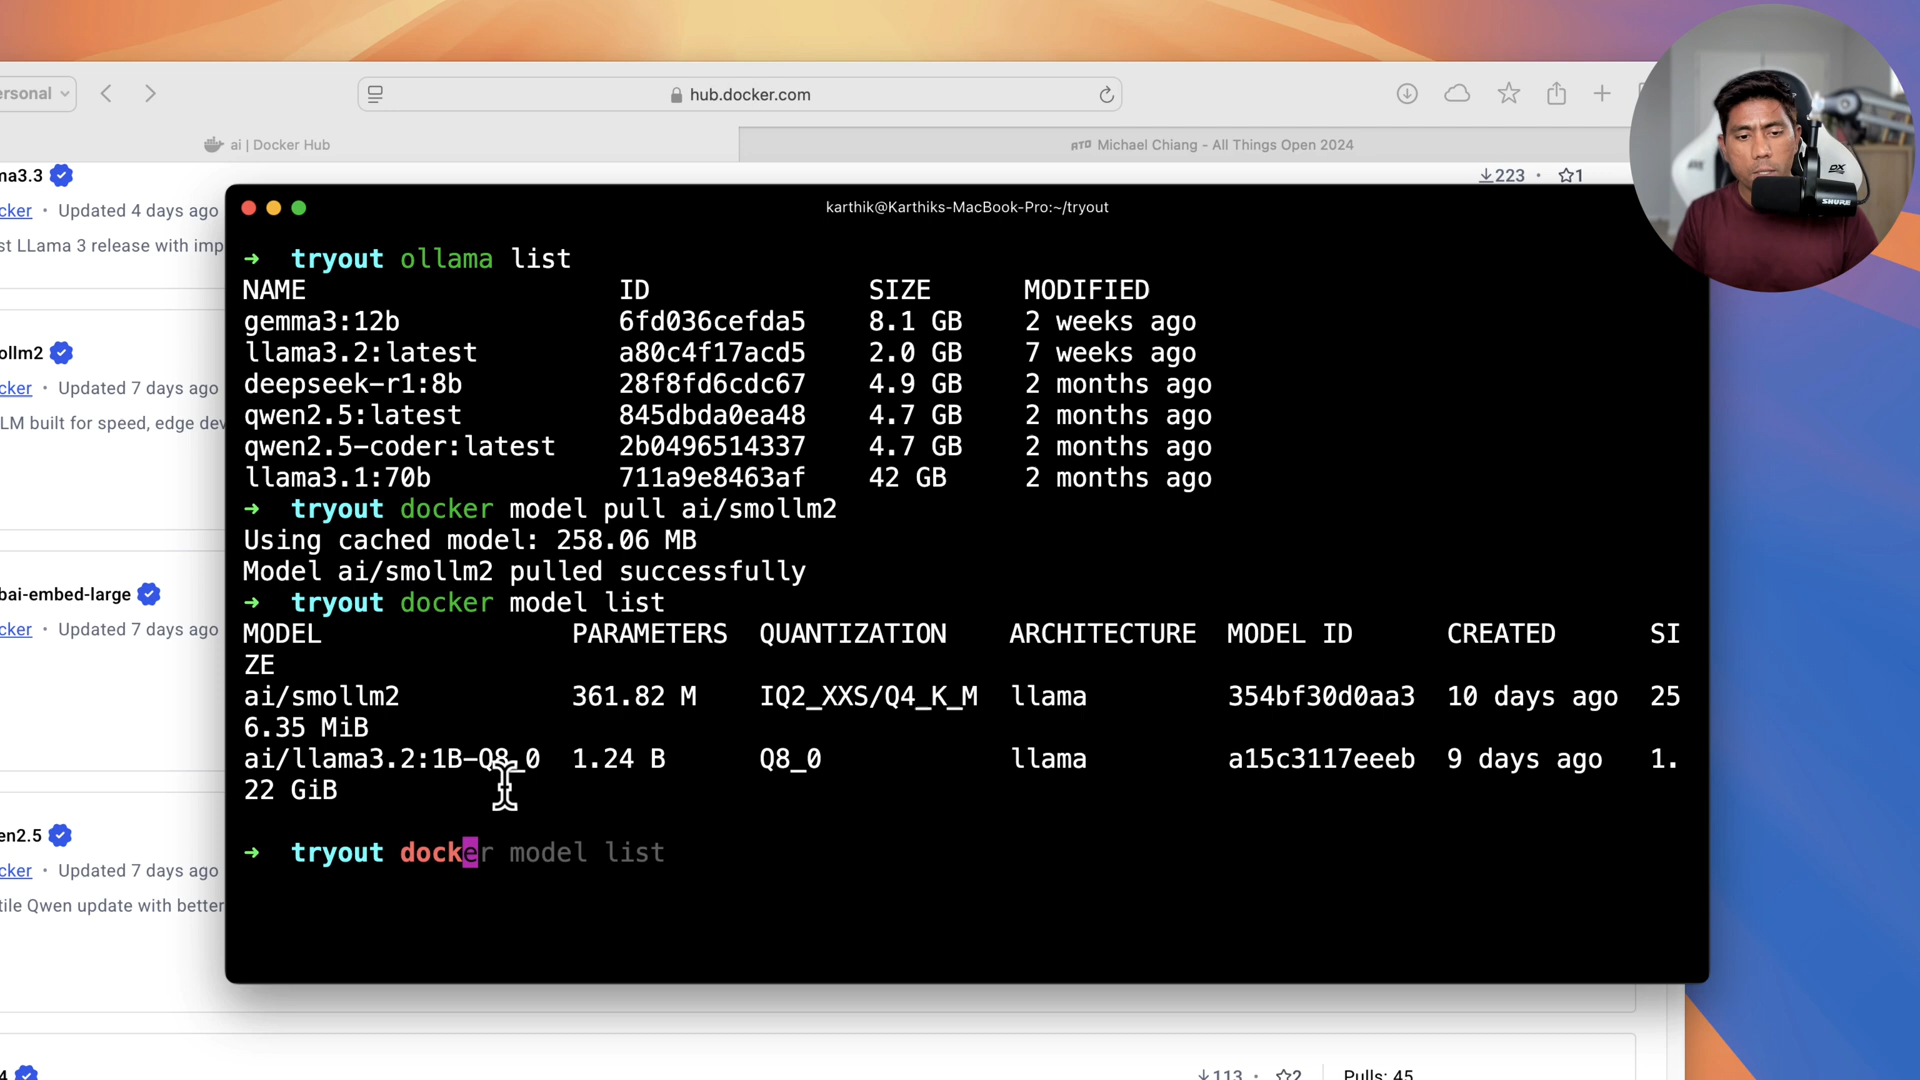 ersonal
hub.docker.com
ai | Docker Hub
ATO Michael Chiang - All Things Open 2024
ma3.3
223 · 1
cker · Updated 4 days ago
st LLama 3 release with imp
karthik@Karthiks-MacBook-Pro:~/tryout
→ tryout ollama list
NAME ID SIZE MODIFIED
gemma3:12b 6fd036cefda5 8.1 GB 2 weeks ago
llama3.2:latest a80c4f17acd5 2.0 GB 7 weeks ago
deepseek-r1:8b 28f8fd6cdc67 4.9 GB 2 months ago
qwen2.5:latest 845dbda0ea48 4.7 GB 2 months ago
qwen2.5-coder:latest 2b0496514337 4.7 GB 2 months ago
llama3.1:70b 711a9e8463af 42 GB 2 months ago
→ tryout docker model pull ai/smollm2
Using cached model: 258.06 MB
Model ai/smollm2 pulled successfully
→ tryout docker model list
MODEL PARAMETERS QUANTIZATION ARCHITECTURE MODEL ID CREATED SI
ZE
ai/smollm2 361.82 M IQ2_XXS/Q4_K_M llama 354bf30d0aa3 10 days ago 25
6.35 MiB
ai/llama3.2:1B-Q8_0 1.24 B Q8_0 llama a15c3117eeeb 9 days ago 1.
22 GiB
→ tryout docker model list
ollm2
cker · Updated 7 days ago
LM built for speed, edge dev
bai-embed-large
cker · Updated 7 days ago
en2.5
cker · Updated 7 days ago
tile Qwen update with better
4
113 · 2 Pulls: 45
SHURE